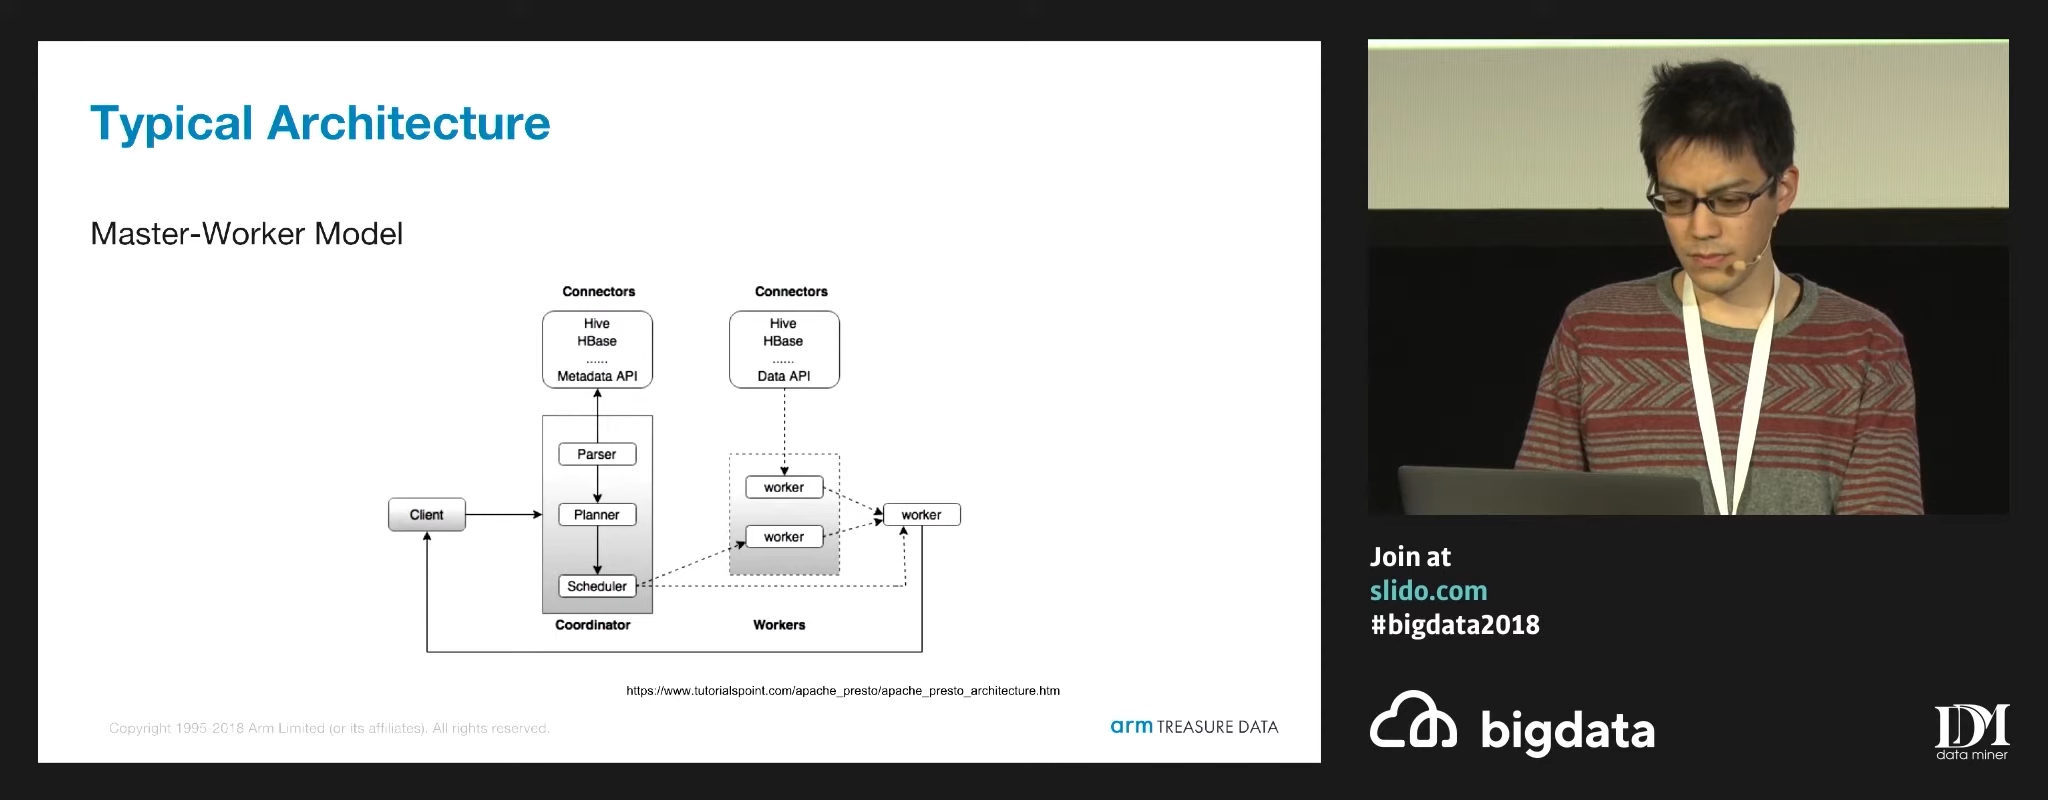 Typical Architecture
Master-Worker Model
Connectors
Hive
HBase
......
Metadata API
Connectors
Hive
HBase
......
Data API
Parser
Planner
Scheduler
Coordinator
Client
worker
worker
worker
Workers
https://www.tutorialspoint.com/apache_presto/apache_presto_architecture.htm
Copyright 1995-2018 Arm Limited (or its affiliates). All rights reserved.
arm TREASURE DATA
Join at
slido.com
#bigdata2018
bigdata
DM
data miner